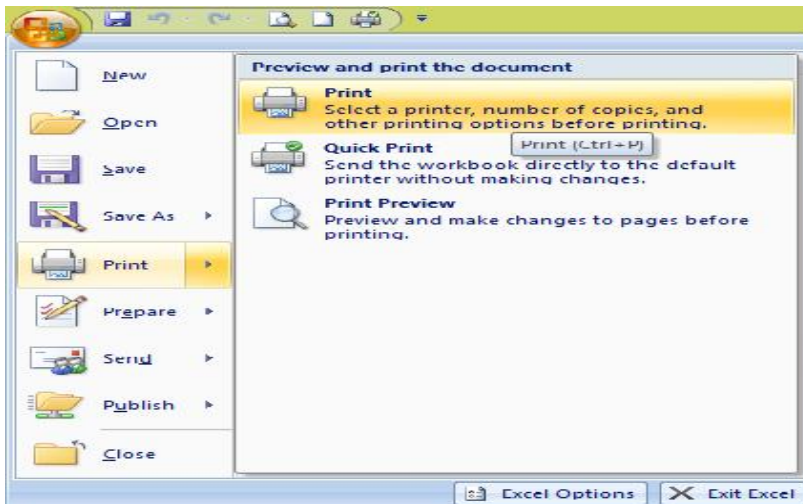 New
Open
Save
Save As
Print
Prepare
Send
Publish
Close
Preview and print the document
Print
Select a printer, number of copies, and
other printing options before printing.
Print (Ctrl+P)
Quick Print
Send the workbook directly to the default
printer without making changes.
Print Preview
Preview and make changes to pages before
printing.
Excel Options
Exit Excel